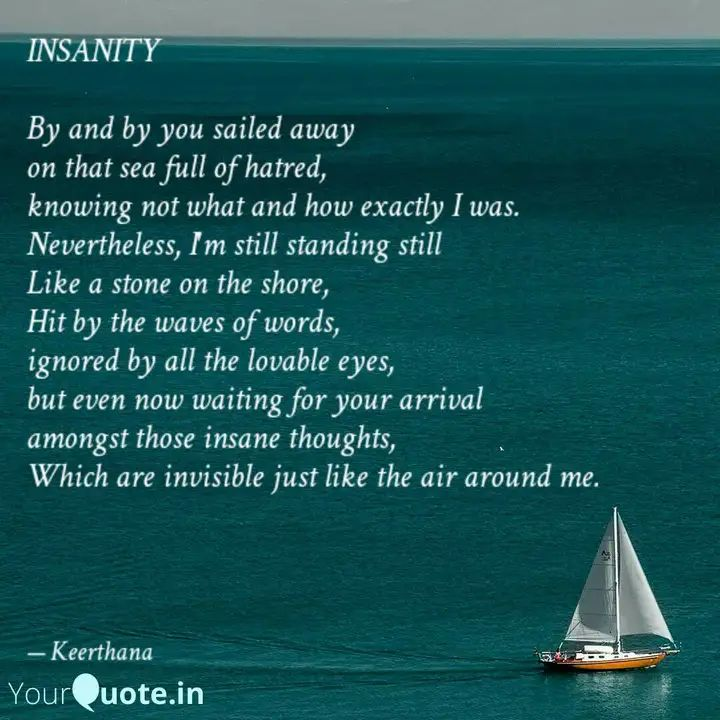 INSANITY
By and by you sailed away
on that sea full of hatred,
knowing not what and how exactly I was.
Nevertheless, I'm still standing still
Like a stone on the shore,
Hit by the waves of words,
ignored by all the lovable eyes,
but even now waiting for your arrival
amongst those insane thoughts,
Which are invisible just like the air around me.
— Keerthana
YourQuote.in